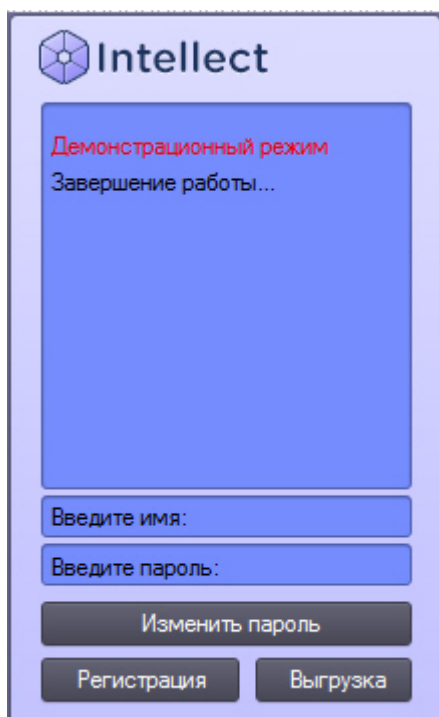 Intellect
Демонстрационный режим
Завершение работы...
Введите имя:
Введите пароль:
Изменить пароль
Регистрация Выгрузка